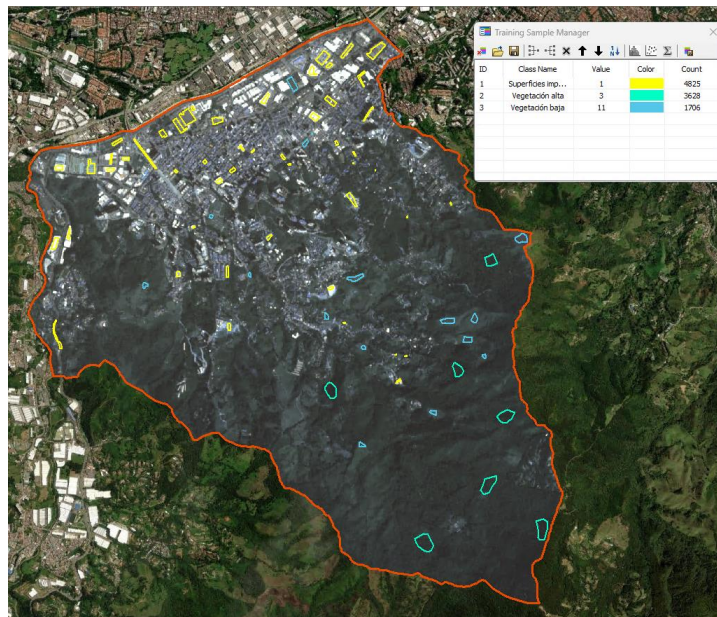 Training Sample Manager
ID Class Name Value Color Count
1 Superficies imp... 1 4825
2 Vegetación alta 3 3628
3 Vegetación baja 11 1706